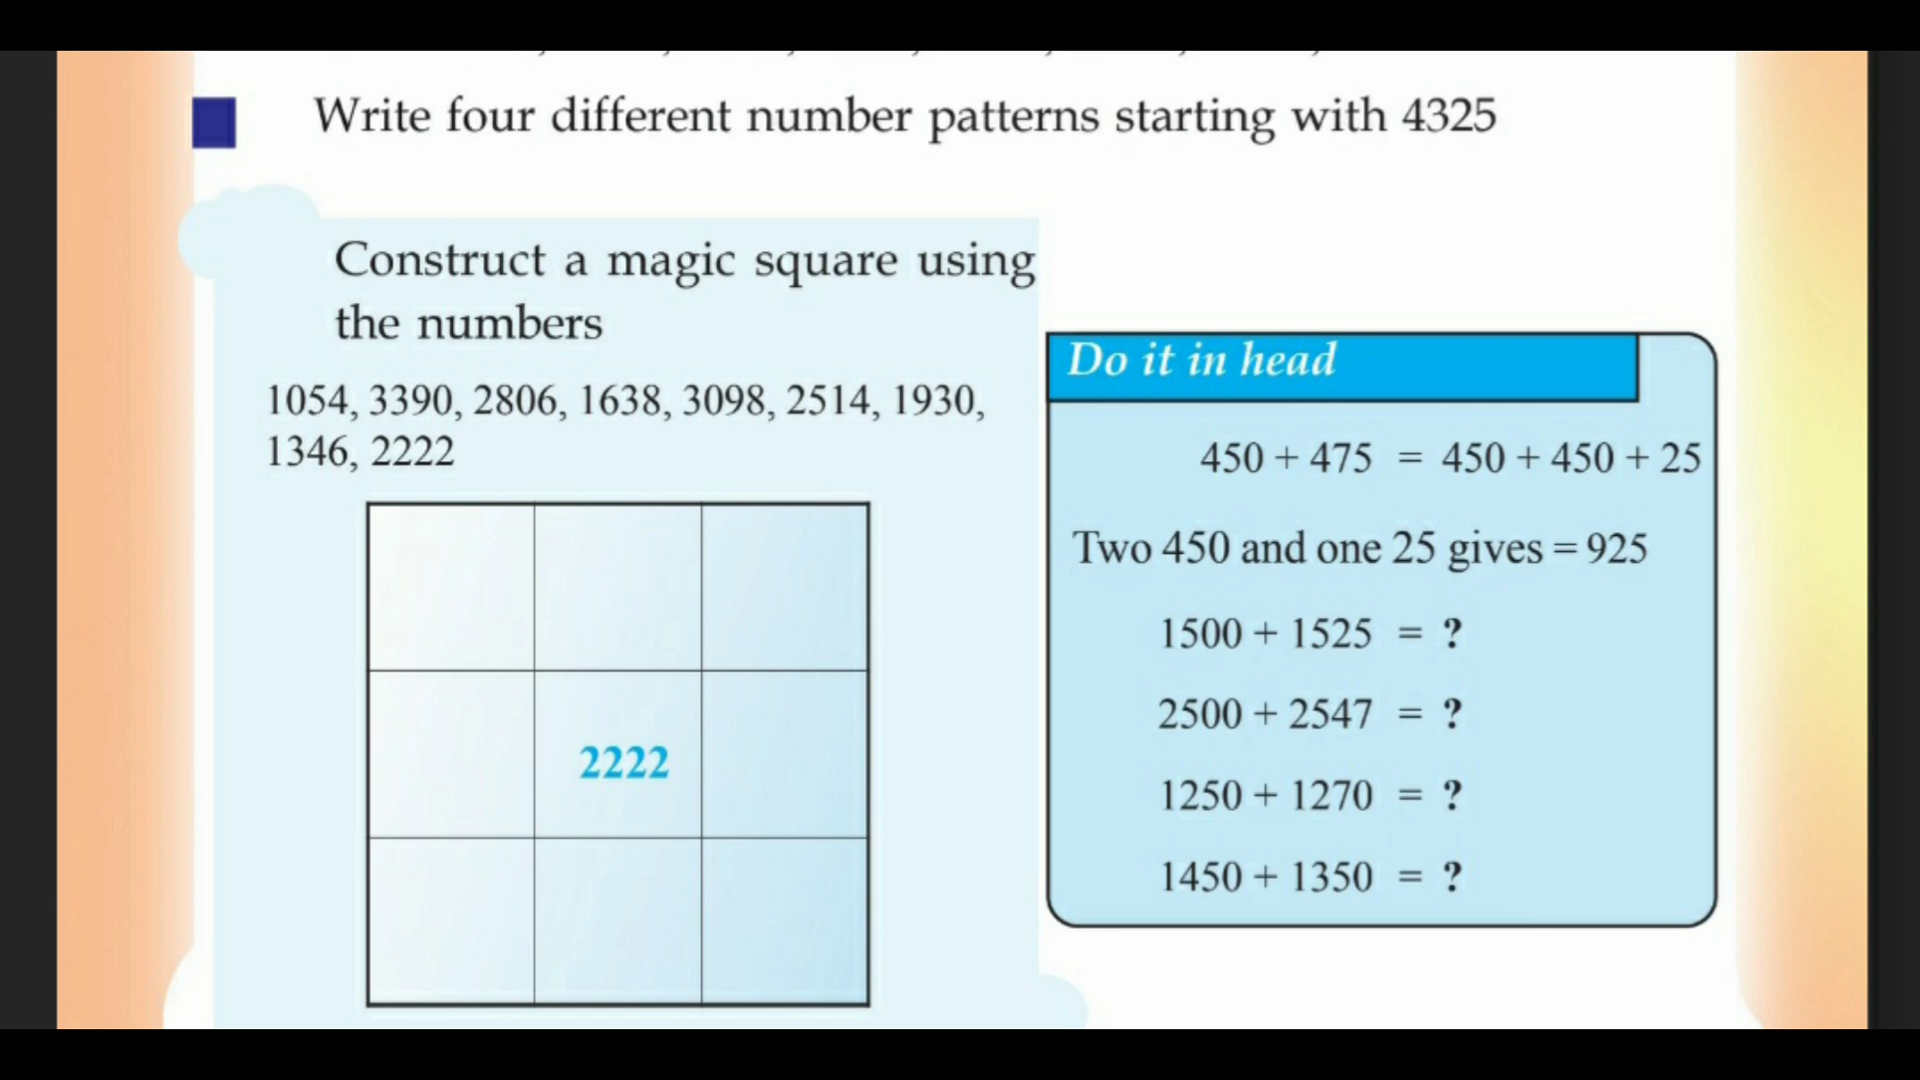 Write four different number patterns starting with 4325
Construct a magic square using
the numbers
1054, 3390, 2806, 1638, 3098, 2514, 1930,
1346, 2222
2222
Do it in head
450 + 475 = 450 + 450 + 25
Two 450 and one 25 gives = 925
1500 + 1525 = ?
2500 + 2547 = ?
1250 + 1270 = ?
1450 + 1350 = ?